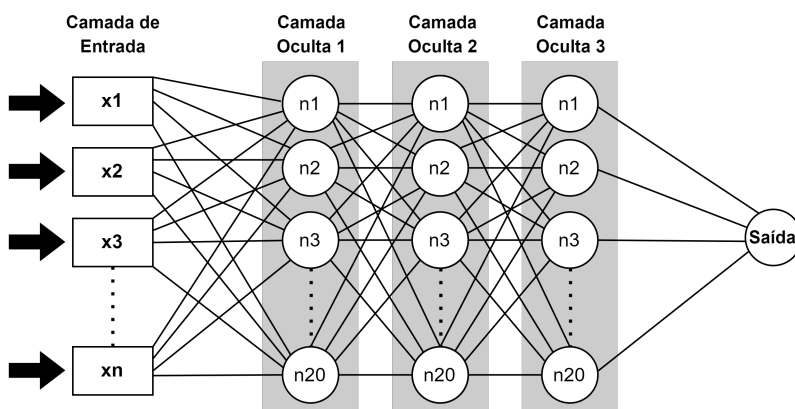 Camada de
Entrada
Camada
Oculta 1
Camada
Oculta 2
Camada
Oculta 3
x1
n1
n1
n1
x2
n2
n2
n2
x3
n3
n3
n3
Saída
xn
n20
n20
n20